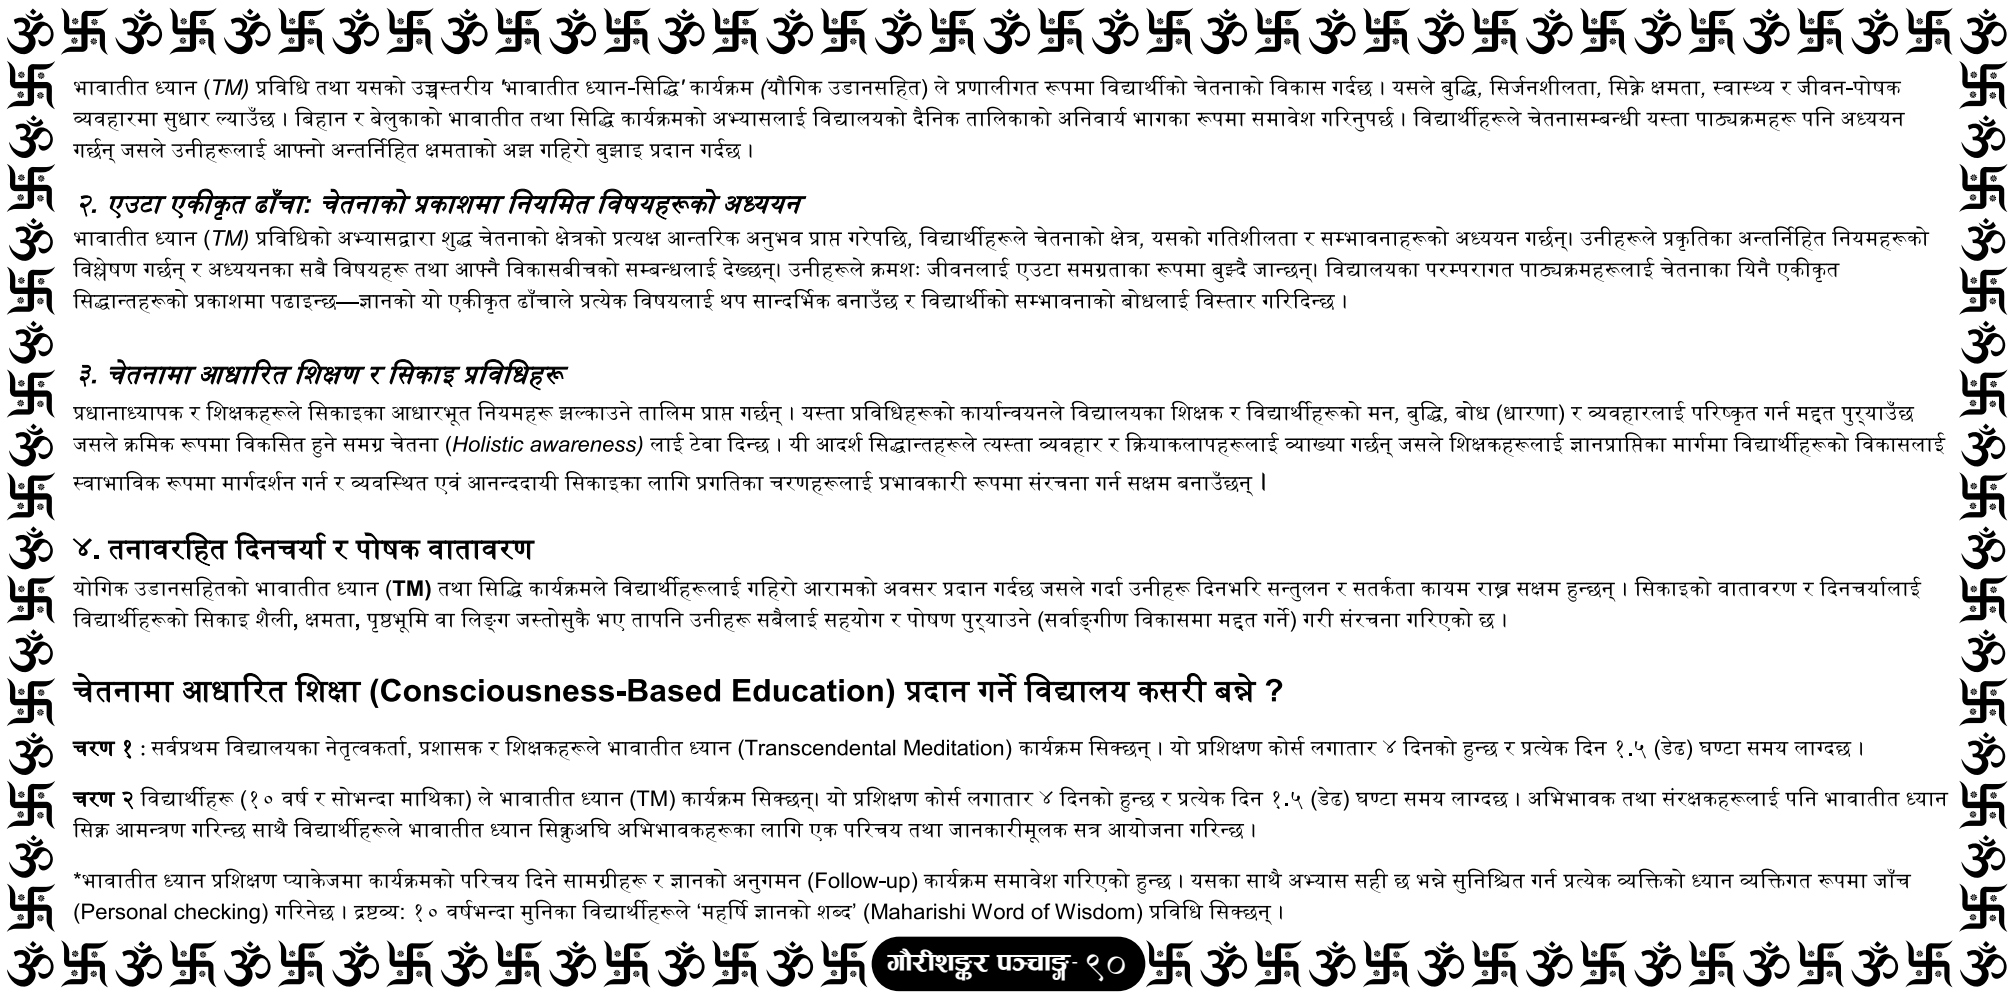 भावातीत ध्यान (TM) प्रविधि तथा यसको उच्चस्तरीय 'भावातीत ध्यान-सिद्धि' कार्यक्रम (यौगिक उडानसहित) ले प्रणालीगत रूपमा विद्यार्थीको चेतनाको विकास गर्दछ । यसले बुद्धि, सिर्जनशीलता, सिक्ने क्षमता, स्वास्थ्य र जीवन-पोषक
व्यवहारमा सुधार ल्याउँछ । बिहान र बेलुकाको भावातीत तथा सिद्धि कार्यक्रमको अभ्यासलाई विद्यालयको दैनिक तालिकाको अनिवार्य भागका रूपमा समावेश गरिनुपर्छ । विद्यार्थीहरूले चेतनासम्बन्धी यस्ता पाठ्यक्रमहरू पनि अध्ययन
गर्छन् जसले उनीहरूलाई आफ्नो अन्तर्निहित क्षमताको अझ गहिरो बुझाइ प्रदान गर्दछ ।
२. एउटा एकीकृत ढाँचा: चेतनाको प्रकाशमा नियमित विषयहरूको अध्ययन
भावातीत ध्यान (TM) प्रविधिको अभ्यासद्वारा शुद्ध चेतनाको क्षेत्रको प्रत्यक्ष आन्तरिक अनुभव प्राप्त गरेपछि, विद्यार्थीहरूले चेतनाको क्षेत्र, यसको गतिशीलता र सम्भावनाहरूको अध्ययन गर्छन्। उनीहरूले प्रकृतिका अन्तर्निहित नियमहरूको
विश्लेषण गर्छन् र अध्ययनका सबै विषयहरू तथा आफ्नै विकासबीचको सम्बन्धलाई देख्छन्। उनीहरूले क्रमशः जीवनलाई एउटा समग्रताका रूपमा बुझ्दै जान्छन्। विद्यालयका परम्परागत पाठ्यक्रमहरूलाई चेतनाका यिनै एकीकृत
सिद्धान्तहरूको प्रकाशमा पढाइन्छ—ज्ञानको यो एकीकृत ढाँचाले प्रत्येक विषयलाई थप सान्दर्भिक बनाउँछ र विद्यार्थीको सम्भावनाको बोधलाई विस्तार गरिदिन्छ ।
३. चेतनामा आधारित शिक्षण र सिकाइ प्रविधिहरू
प्रधानाध्यापक र शिक्षकहरूले सिकाइका आधारभूत नियमहरू झल्काउने तालिम प्राप्त गर्छन् । यस्ता प्रविधिहरूको कार्यान्वयनले विद्यालयका शिक्षक र विद्यार्थीहरूको मन, बुद्धि, बोध (धारणा) र व्यवहारलाई परिष्कृत गर्न मद्दत पुर्‍याउँछ
जसले क्रमिक रूपमा विकसित हुने समग्र चेतना (Holistic awareness) लाई टेवा दिन्छ । यी आदर्श सिद्धान्तहरूले त्यस्ता व्यवहार र क्रियाकलापहरूलाई व्याख्या गर्छन् जसले शिक्षकहरूलाई ज्ञानप्राप्तिका मार्गमा विद्यार्थीहरूको विकासलाई
स्वाभाविक रूपमा मार्गदर्शन गर्न र व्यवस्थित एवं आनन्ददायी सिकाइका लागि प्रगतिका चरणहरूलाई प्रभावकारी रूपमा संरचना गर्न सक्षम बनाउँछन् ।
४. तनावरहित दिनचर्या र पोषक वातावरण
योगिक उडानसहितको भावातीत ध्यान (TM) तथा सिद्धि कार्यक्रमले विद्यार्थीहरूलाई गहिरो आरामको अवसर प्रदान गर्दछ जसले गर्दा उनीहरू दिनभरि सन्तुलन र सतर्कता कायम राख्न सक्षम हुन्छन् । सिकाइको वातावरण र दिनचर्यालाई
विद्यार्थीहरूको सिकाइ शैली, क्षमता, पृष्ठभूमि वा लिङ्ग जस्तोसुकै भए तापनि उनीहरू सबैलाई सहयोग र पोषण पुर्‍याउने (सर्वाङ्गीण विकासमा मद्दत गर्ने) गरी संरचना गरिएको छ ।
चेतनामा आधारित शिक्षा (Consciousness-Based Education) प्रदान गर्ने विद्यालय कसरी बन्ने ?
चरण १ : सर्वप्रथम विद्यालयका नेतृत्वकर्ता, प्रशासक र शिक्षकहरूले भावातीत ध्यान (Transcendental Meditation) कार्यक्रम सिक्छन् । यो प्रशिक्षण कोर्स लगातार ४ दिनको हुन्छ र प्रत्येक दिन १.५ (डेढ) घण्टा समय लाग्दछ ।
चरण २ विद्यार्थीहरू (१० वर्ष र सोभन्दा माथिका) ले भावातीत ध्यान (TM) कार्यक्रम सिक्छन्। यो प्रशिक्षण कोर्स लगातार ४ दिनको हुन्छ र प्रत्येक दिन १.५ (डेढ) घण्टा समय लाग्दछ । अभिभावक तथा संरक्षकहरूलाई पनि भावातीत ध्यान
सिक्न आमन्त्रण गरिन्छ साथै विद्यार्थीहरूले भावातीत ध्यान सिक्नुअघि अभिभावकहरूका लागि एक परिचय तथा जानकारीमूलक सत्र आयोजना गरिन्छ ।
*भावातीत ध्यान प्रशिक्षण प्याकेजमा कार्यक्रमको परिचय दिने सामग्रीहरू र ज्ञानको अनुगमन (Follow-up) कार्यक्रम समावेश गरिएको हुन्छ । यसका साथै अभ्यास सही छ भन्ने सुनिश्चित गर्न प्रत्येक व्यक्तिको ध्यान व्यक्तिगत रूपमा जाँच
(Personal checking) गरिनेछ । द्रष्टव्य: १० वर्षभन्दा मुनिका विद्यार्थीहरूले ‘महर्षि ज्ञानको शब्द’ (Maharishi Word of Wisdom) प्रविधि सिक्छन् ।
गौरीशङ्कर पञ्चाङ्ग- ९०